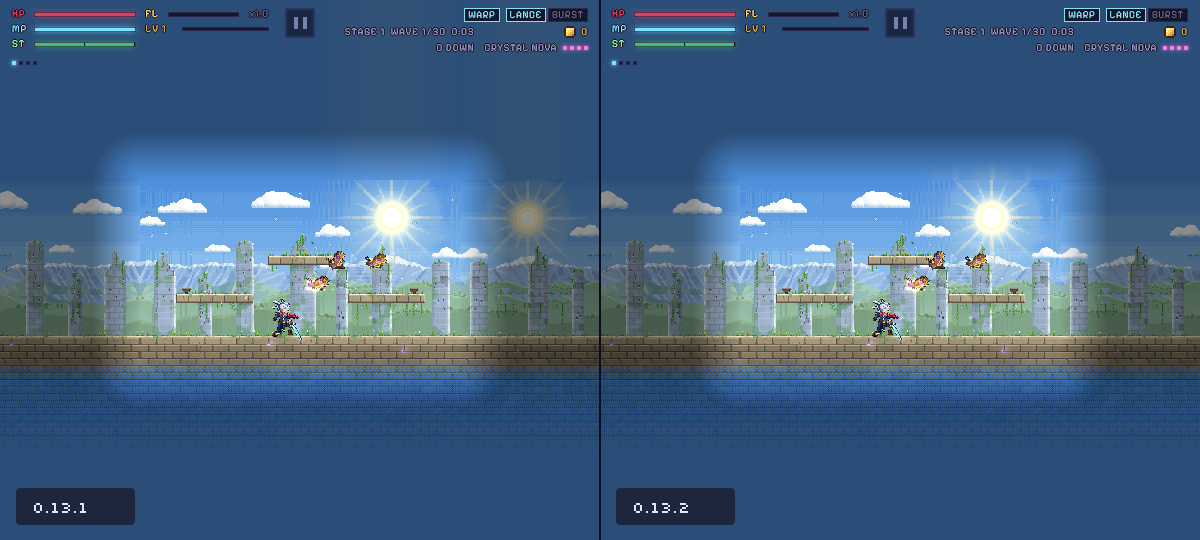 HP FL x1.0 WARP LANCE BURST
MP LV 1 STAGE 1 WAVE 1/30 0:03 0
ST 0 DOWN CRYSTAL NOVA
0.13.1
HP FL x1.0 WARP LANCE BURST
MP LV 1 STAGE 1 WAVE 1/30 0:03 0
ST 0 DOWN CRYSTAL NOVA
0.13.2